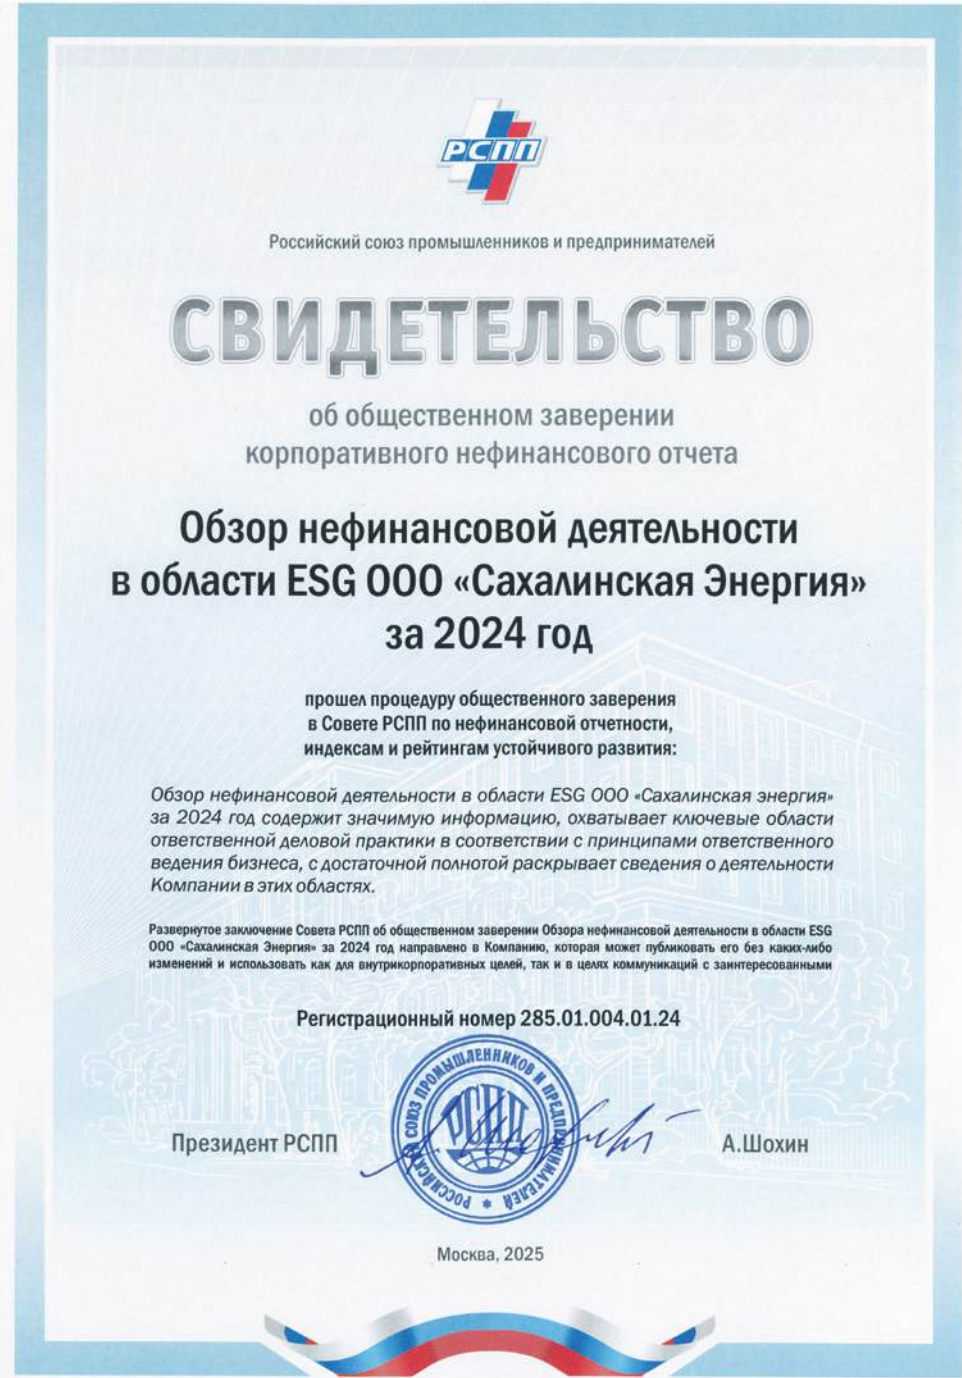 РСПП
Российский союз промышленников и предпринимателей
СВИДЕТЕЛЬСТВО
об общественном заверении
корпоративного нефинансового отчета
Обзор нефинансовой деятельности
в области ESG ООО «Сахалинская Энергия»
за 2024 год
прошел процедуру общественного заверения
в Совете РСПП по нефинансовой отчетности,
индексам и рейтингам устойчивого развития:
Обзор нефинансовой деятельности в области ESG ООО «Сахалинская энергия»
за 2024 год содержит значимую информацию, охватывает ключевые области
ответственной деловой практики в соответствии с принципами ответственного
ведения бизнеса, с достаточной полнотой раскрывает сведения о деятельности
Компании в этих областях.
Развернутое заключение Совета РСПП об общественном заверении Обзора нефинансовой деятельности в области ESG
ООО «Сахалинская Энергия» за 2024 год направлено в Компанию, которая может публиковать его без каких-либо
изменений и использовать как для внутрикорпоративных целей, так и в целях коммуникаций с заинтересованными
Регистрационный номер 285.01.004.01.24
РОССИЙСКИЙ СОЮЗ ПРОМЫШЛЕННИКОВ И ПРЕДПРИНИМАТЕЛЕЙ *
РСПП
Президент РСПП
А.Шохин
Москва, 2025